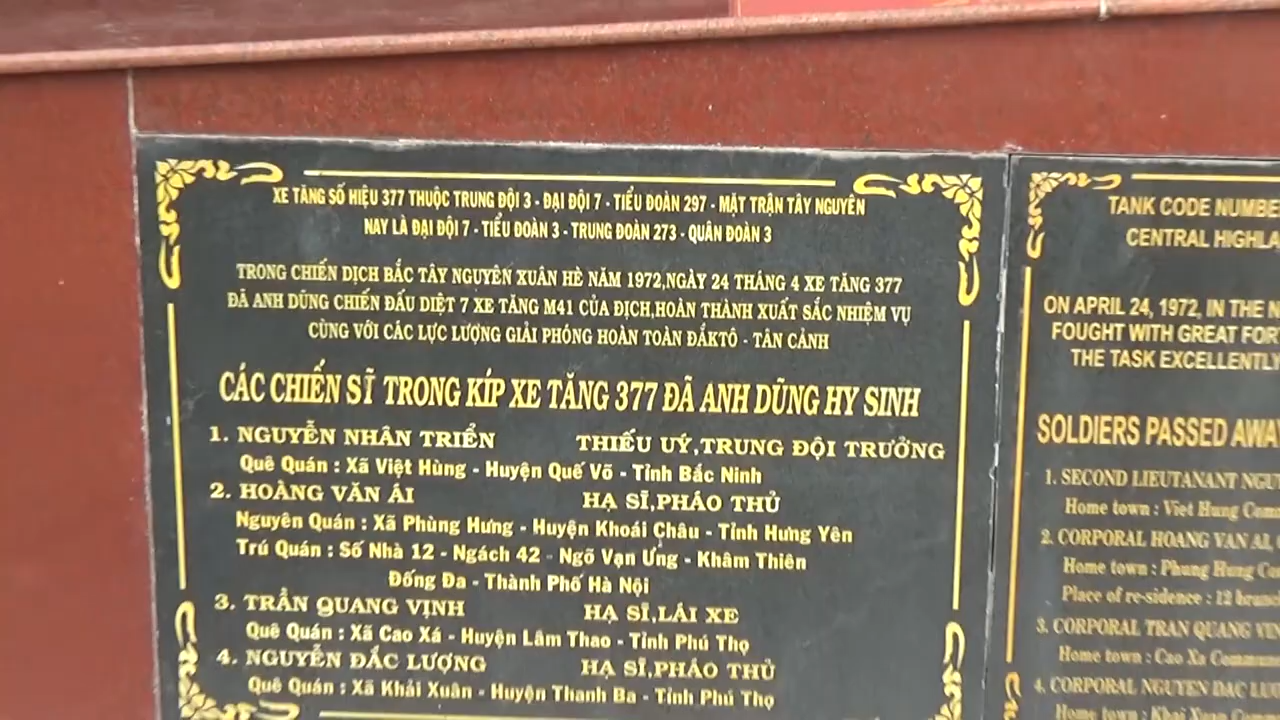 XE TĂNG SỐ HIỆU 377 THUỘC TRUNG ĐỘI 3 - ĐẠI ĐỘI 7 - TIỂU ĐOÀN 297 - MẶT TRẬN TÂY NGUYÊN
NAY LÀ ĐẠI ĐỘI 7 - TIỂU ĐOÀN 3 - TRUNG ĐOÀN 273 - QUÂN ĐOÀN 3
TRONG CHIẾN DỊCH BẮC TÂY NGUYÊN XUÂN HÈ NĂM 1972,NGÀY 24 THÁNG 4 XE TĂNG 377
ĐÃ ANH DŨNG CHIẾN ĐẤU DIỆT 7 XE TĂNG M41 CỦA ĐỊCH,HOÀN THÀNH XUẤT SẮC NHIỆM VỤ
CÙNG VỚI CÁC LỰC LƯỢNG GIẢI PHÓNG HOÀN TOÀN ĐẮKTÔ - TÂN CẢNH
CÁC CHIẾN SĨ TRONG KÍP XE TĂNG 377 ĐÃ ANH DŨNG HY SINH
1. NGUYỄN NHÂN TRIỂN THIẾU UÝ,TRUNG ĐỘI TRƯỞNG
Quê Quán : Xã Việt Hùng - Huyện Quế Võ - Tỉnh Bắc Ninh
2. HOÀNG VĂN ÁI HẠ SĨ,PHÁO THỦ
Nguyên Quán : Xã Phùng Hưng - Huyện Khoái Châu - Tỉnh Hưng Yên
Trú Quán : Số Nhà 12 - Ngách 42 - Ngõ Vạn Ứng - Khâm Thiên
Đống Đa - Thành Phố Hà Nội
3. TRẦN QUANG VỊNH HẠ SĨ,LÁI XE
Quê Quán : Xã Cao Xá - Huyện Lâm Thao - Tỉnh Phú Thọ
4. NGUYỄN ĐẮC LƯỢNG HẠ SĨ,PHÁO THỦ
Quê Quán : Xã Khải Xuân - Huyện Thanh Ba - Tỉnh Phú Thọ
TANK CODE NUMBE
CENTRAL HIGHLA
ON APRIL 24, 1972, IN THE N
FOUGHT WITH GREAT FOR
THE TASK EXCELLENTLY
SOLDIERS PASSED AWA
1. SECOND LIEUTANANT NGU
Home town : Viet Hung Com
2. CORPORAL HOANG VAN AI,
Home town : Phung Hung Co
Place of re-sidence : 12
3. CORPORAL TRAN QUANG
Home town : Cao Xa Commun
4. CORPORAL NGUYEN DAC
Home town : Khai Xuan